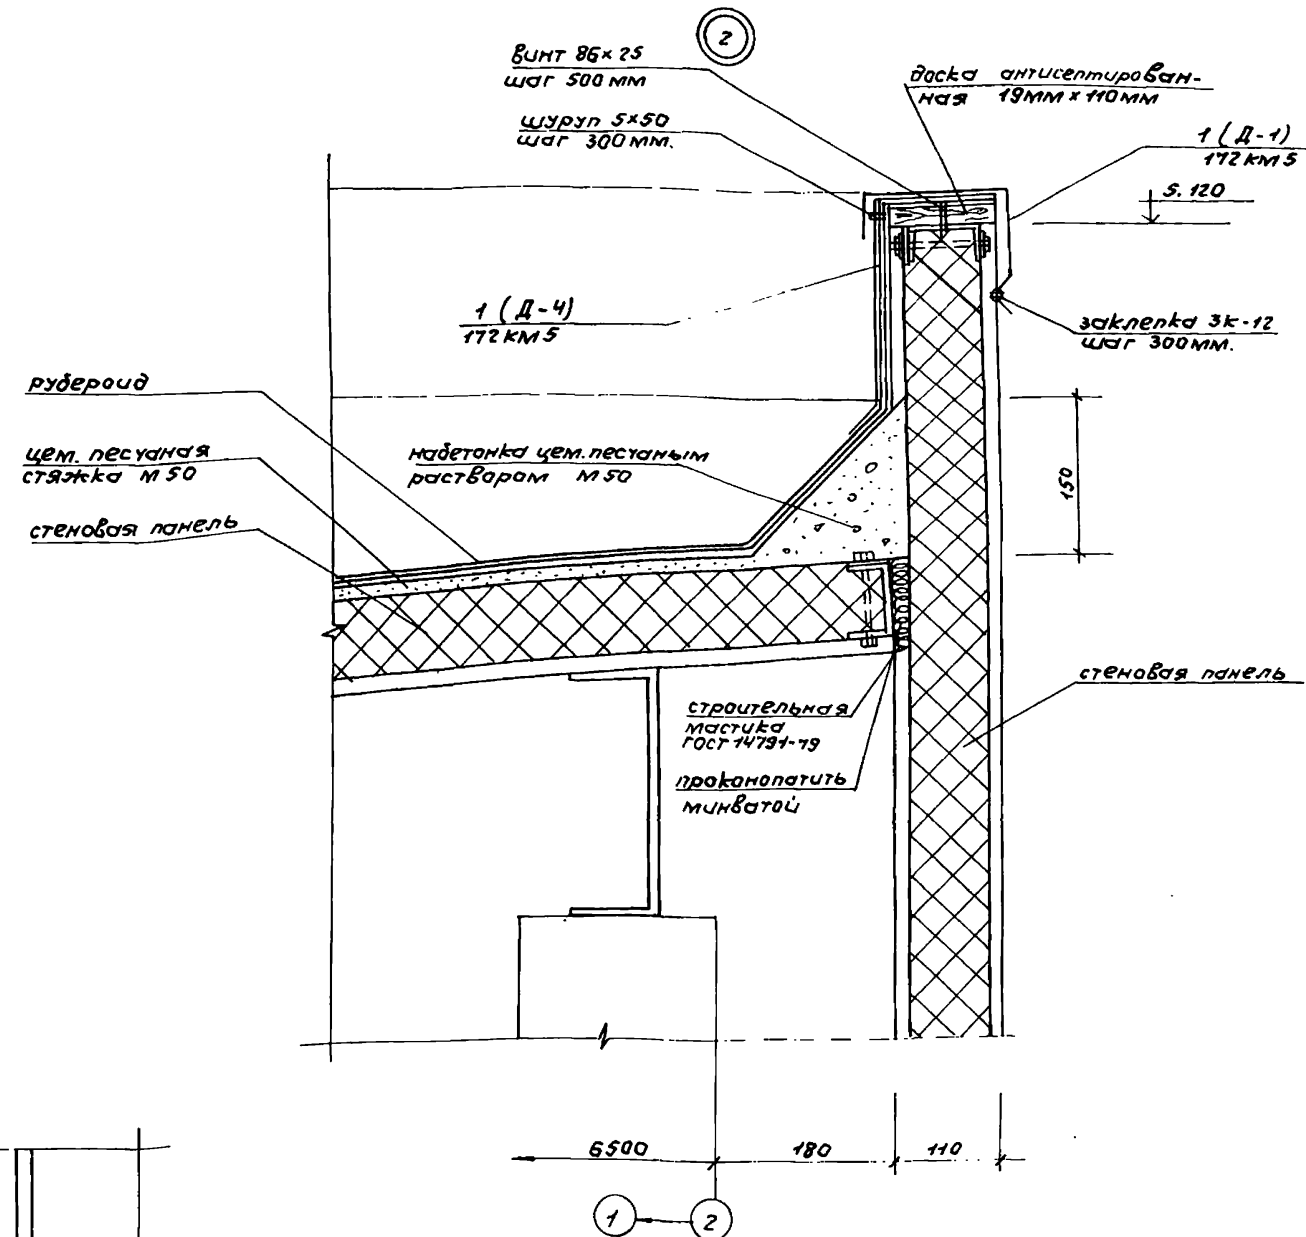 2
винт В6×25
шаг 500 мм
шуруп 5×50
шаг 300 мм.
доска антисептирован-
ная 19мм × 110мм
1 (Д-1)
172 КМ 5
5.120
1 (Д-4)
172 КМ 5
заклепка ЗК-12
шаг 300 мм.
рубероид
цем. песчаная
стяжка М 50
стеновая панель
набетонка цем. песчаным
раствором М 50
150
строительная
мастика
ГОСТ 14791-79
проконопатить
минватой
стеновая панель
6500
180
110
1
2